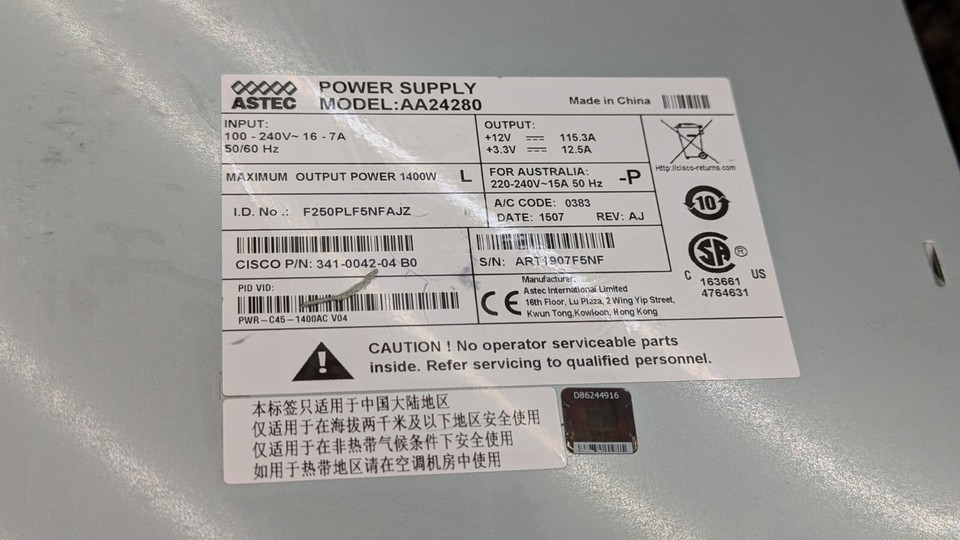 ASTEC
POWER SUPPLY
MODEL:AA24280
Made in China
INPUT:
100 - 240V~ 16 - 7A
50/60 Hz
OUTPUT:
+12V 115.3A
+3.3V 12.5A
Http://cisco-returns.com
MAXIMUM OUTPUT POWER 1400W L
FOR AUSTRALIA:
220-240V~15A 50 Hz -P
I.D. No .: F250PLF5NFAJZ
A/C CODE: 0383
DATE: 1507 REV: AJ
10
CISCO P/N: 341-0042-04 B0
S/N: ART1907F5NF
SA ®
C US
163661
4764631
PID VID:
PWR-C45-1400AC V04
CE
Manufacturer:
Astec International Limited
16th Floor, Lu Plaza, 2 Wing Yip Street,
Kwun Tong,Kowloon, Hong Kong
CAUTION ! No operator serviceable parts
inside. Refer servicing to qualified personnel.
本标签只适用于中国大陆地区
仅适用于在海拔两千米及以下地区安全使用
仅适用于在非热带气候条件下安全使用
如用于热带地区请在空调机房中使用
D86244916